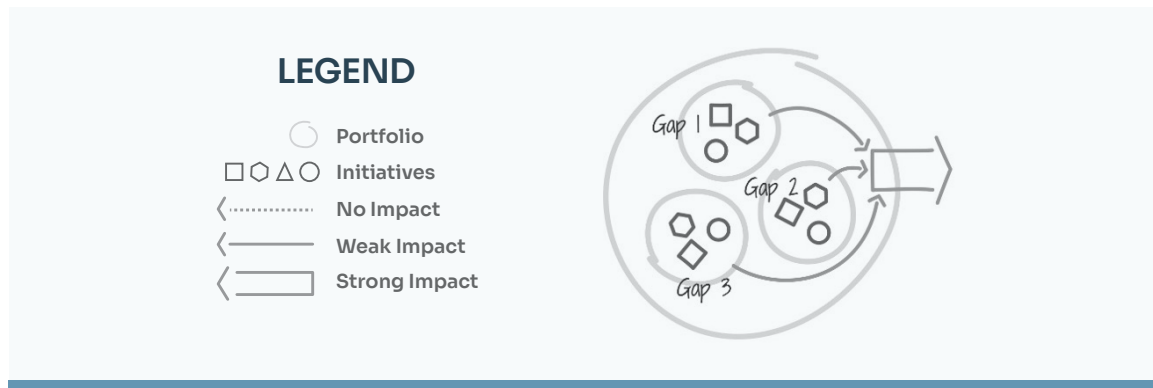 LEGEND
Portfolio
Initiatives
No Impact
Weak Impact
Strong Impact
Gap 1
Gap 2
Gap 3